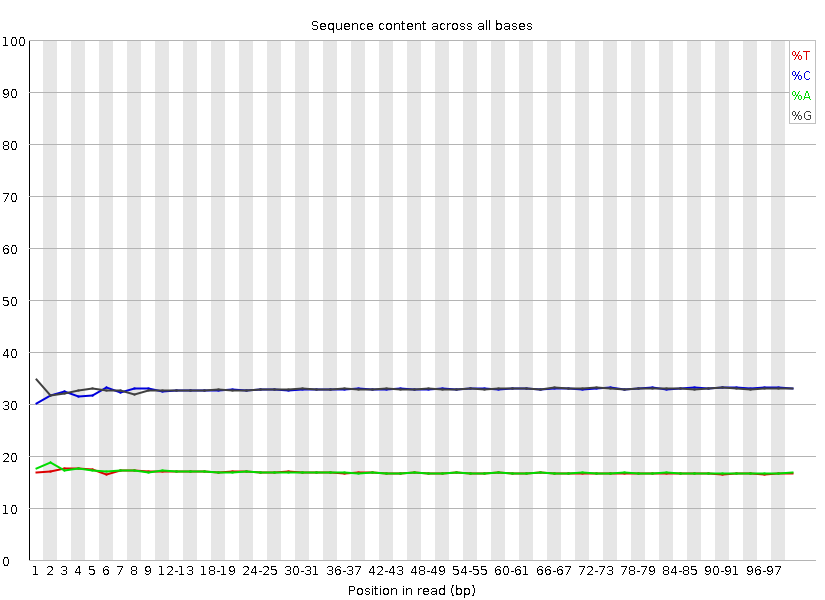 Sequence content across all bases
100
90
80
70
60
50
40
30
20
10
0
%T
%C
%A
%G
1 2 3 4 5 6 7 8 9 12-13 18-19 24-25 30-31 36-37 42-43 48-49 54-55 60-61 66-67 72-73 78-79 84-85 90-91 96-97
Position in read (bp)